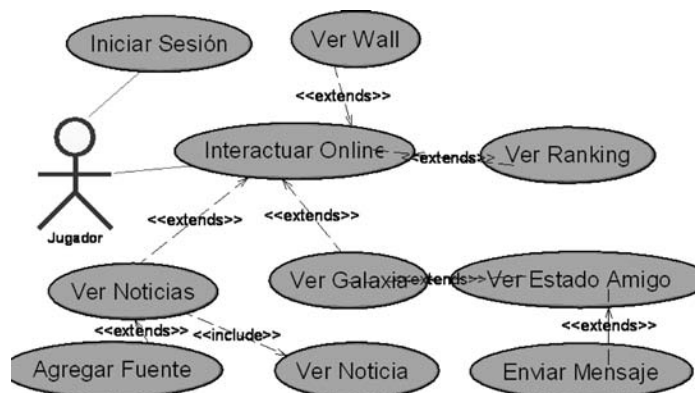 Iniciar Sesión
Ver Wall
<<extends>>
Interactuar Online
<<extends>>
Ver Ranking
Jugador
<<extends>>
<<extends>>
Ver Noticias
Ver Galaxia
<<extends>>
Ver Estado Amigo
<<extends>>
<<include>>
<<extends>>
Agregar Fuente
Ver Noticia
Enviar Mensaje